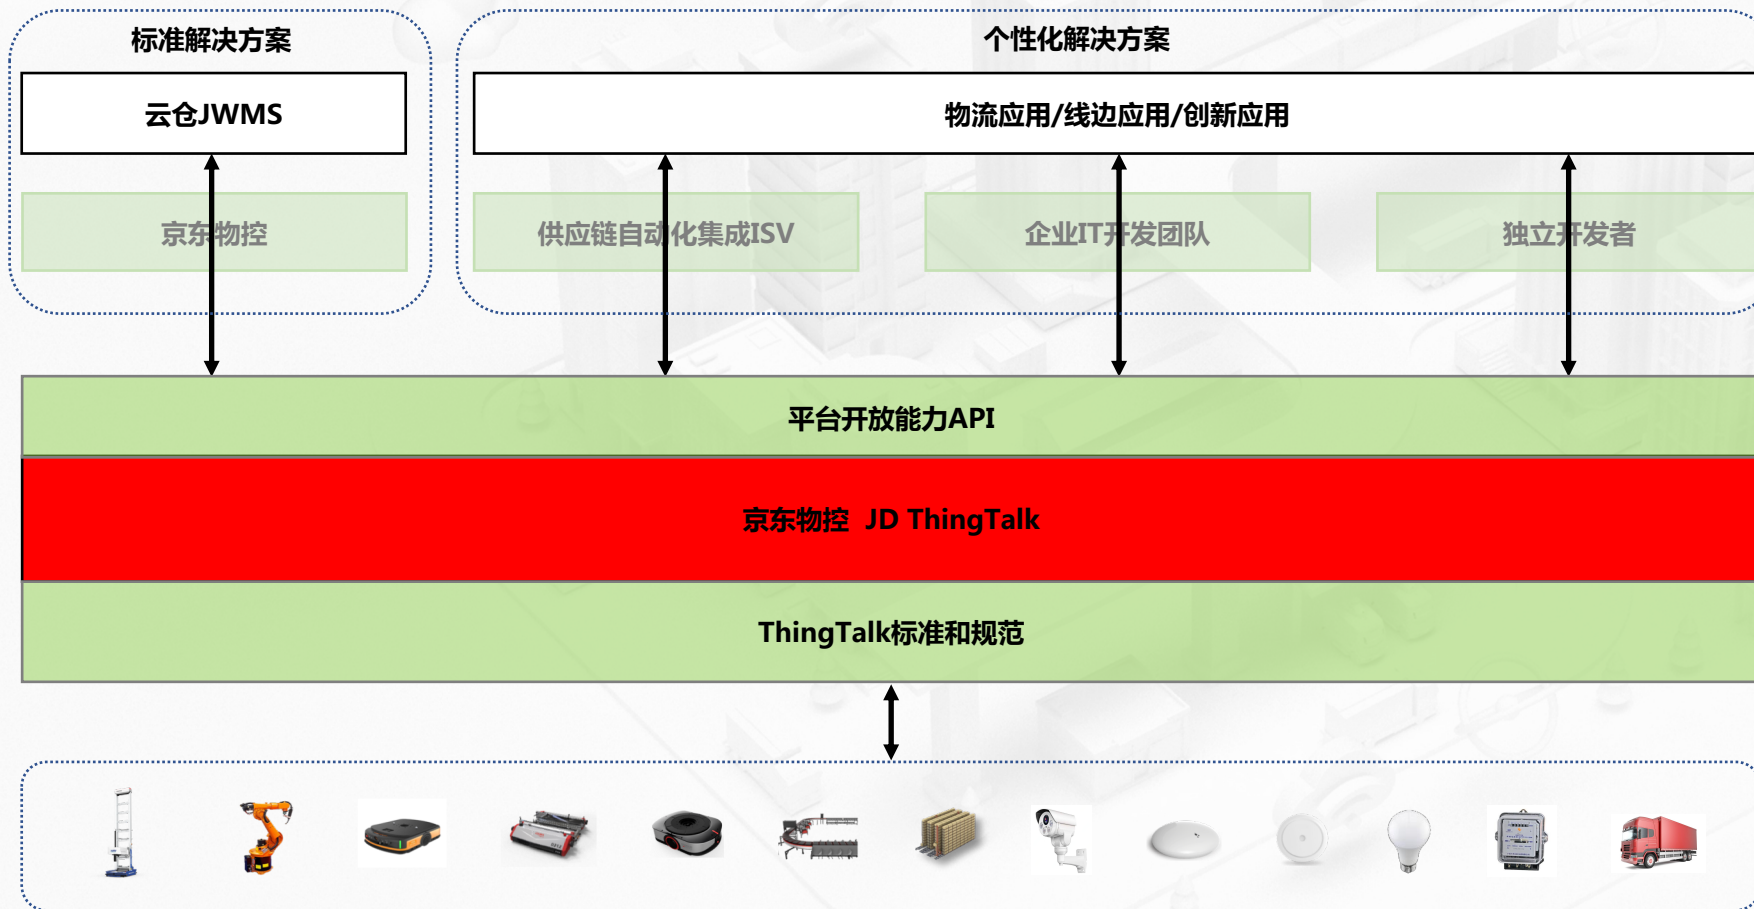 标准解决方案
个性化解决方案
云仓JWMS
物流应用/线边应用/创新应用
京东物控
供应链自动化集成ISV
企业IT开发团队
独立开发者
平台开放能力API
京东物控 JD ThingTalk
ThingTalk标准和规范